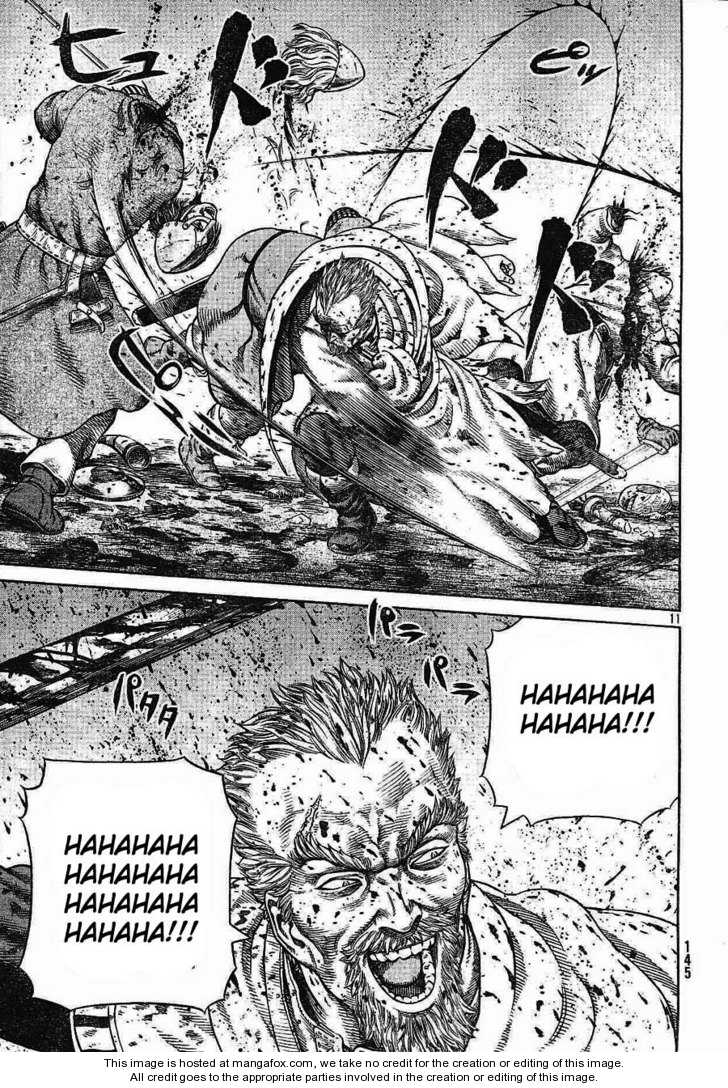 ピッ
ドド
ドド
ド
ヒュ
パ
11
パラ
パラ
パタタ
HAHAHAHA
HAHAHA!!!
HAHAHAHA
HAHAHAHA
HAHAHAHA
HAHAHA!!!
145
This image is hosted at mangafox.com, we take no credit for the creation or editing of this image.
All credit goes to the appropriate parties involved in the creation or editing of this image.